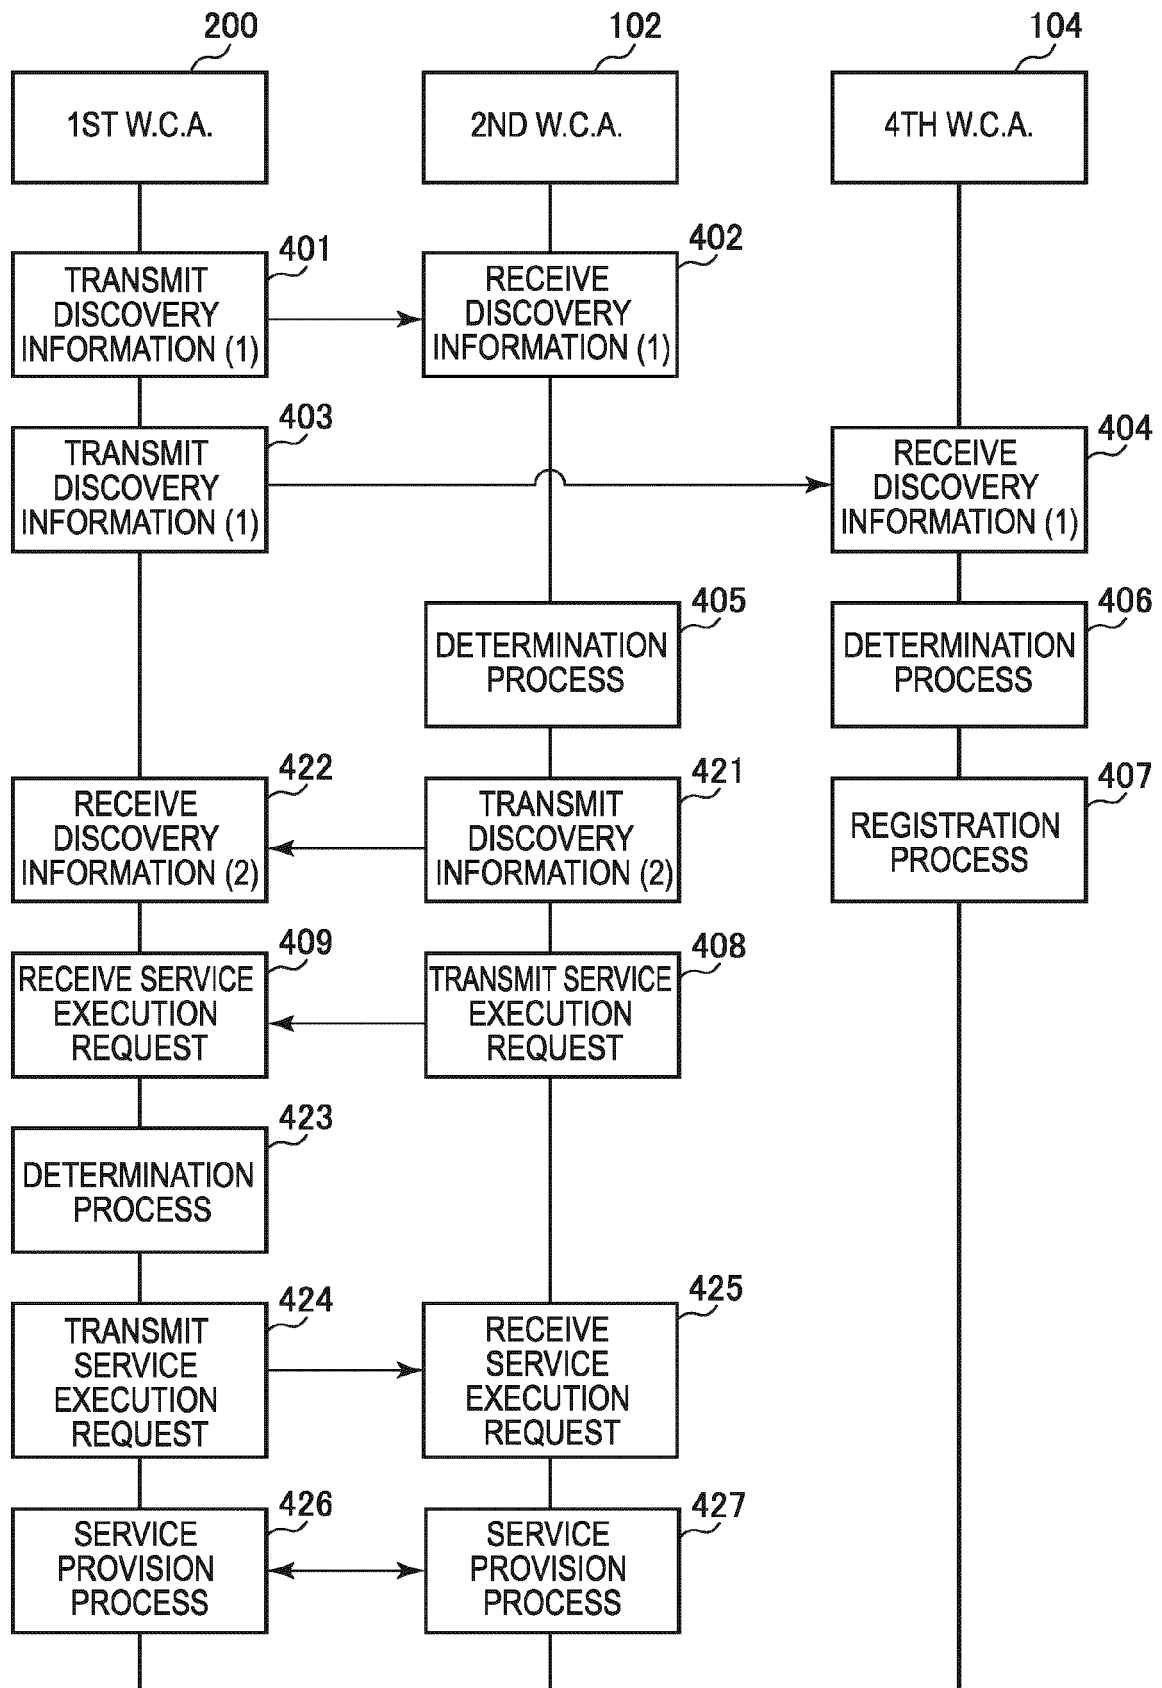 200
102
104
1ST W.C.A.
2ND W.C.A.
4TH W.C.A.
401
TRANSMIT
DISCOVERY
INFORMATION (1)
402
RECEIVE
DISCOVERY
INFORMATION (1)
403
TRANSMIT
DISCOVERY
INFORMATION (1)
404
RECEIVE
DISCOVERY
INFORMATION (1)
405
DETERMINATION
PROCESS
406
DETERMINATION
PROCESS
422
RECEIVE
DISCOVERY
INFORMATION (2)
421
TRANSMIT
DISCOVERY
INFORMATION (2)
407
REGISTRATION
PROCESS
409
RECEIVE SERVICE
EXECUTION
REQUEST
408
TRANSMIT SERVICE
EXECUTION
REQUEST
423
DETERMINATION
PROCESS
424
TRANSMIT
SERVICE
EXECUTION
REQUEST
425
RECEIVE
SERVICE
EXECUTION
REQUEST
426
SERVICE
PROVISION
PROCESS
427
SERVICE
PROVISION
PROCESS